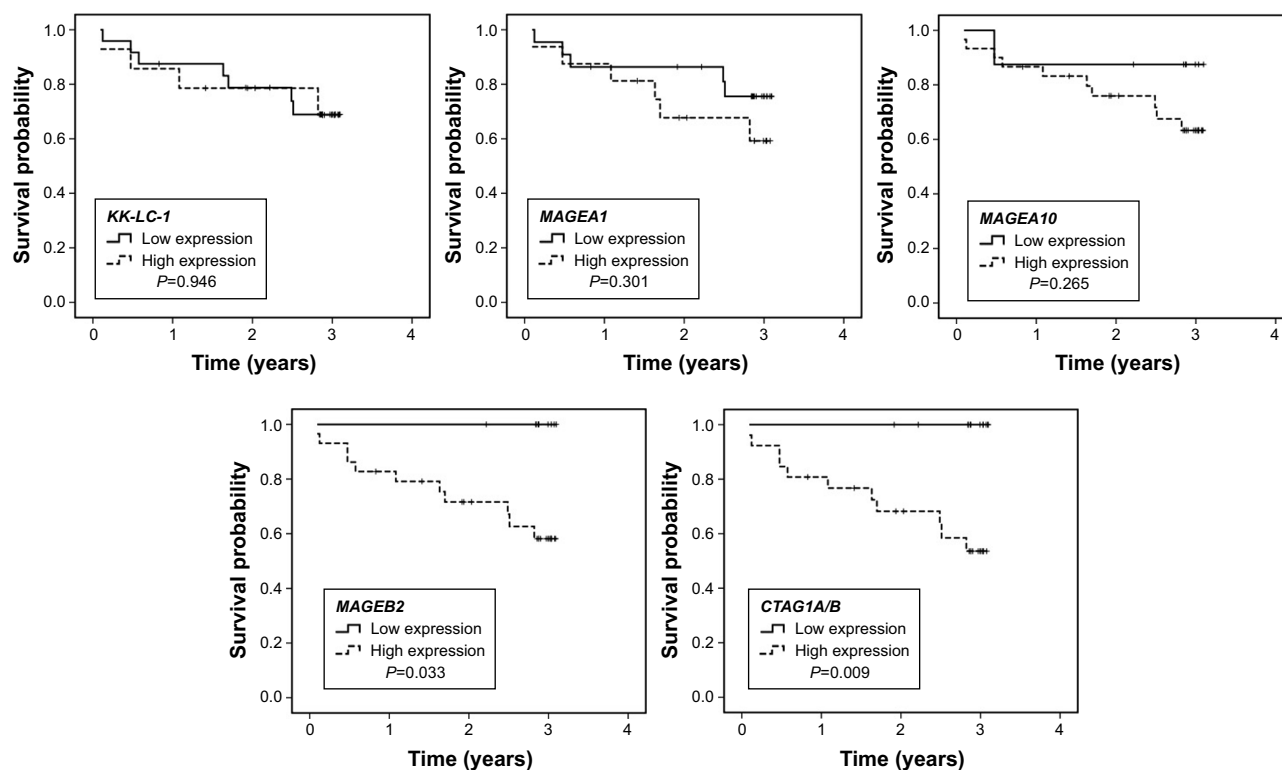 1.0
0.8
0.6
0.4
0.2
0.0
Survival probability
KK-LC-1
Low expression
High expression
P=0.946
0 1 2 3 4
Time (years)
1.0
0.8
0.6
0.4
0.2
0.0
Survival probability
MAGEA1
Low expression
High expression
P=0.301
0 1 2 3 4
Time (years)
1.0
0.8
0.6
0.4
0.2
0.0
Survival probability
MAGEA10
Low expression
High expression
P=0.265
0 1 2 3 4
Time (years)
1.0
0.8
0.6
0.4
0.2
0.0
Survival probability
MAGEB2
Low expression
High expression
P=0.033
0 1 2 3 4
Time (years)
1.0
0.8
0.6
0.4
0.2
0.0
Survival probability
CTAG1A/B
Low expression
High expression
P=0.009
0 1 2 3 4
Time (years)